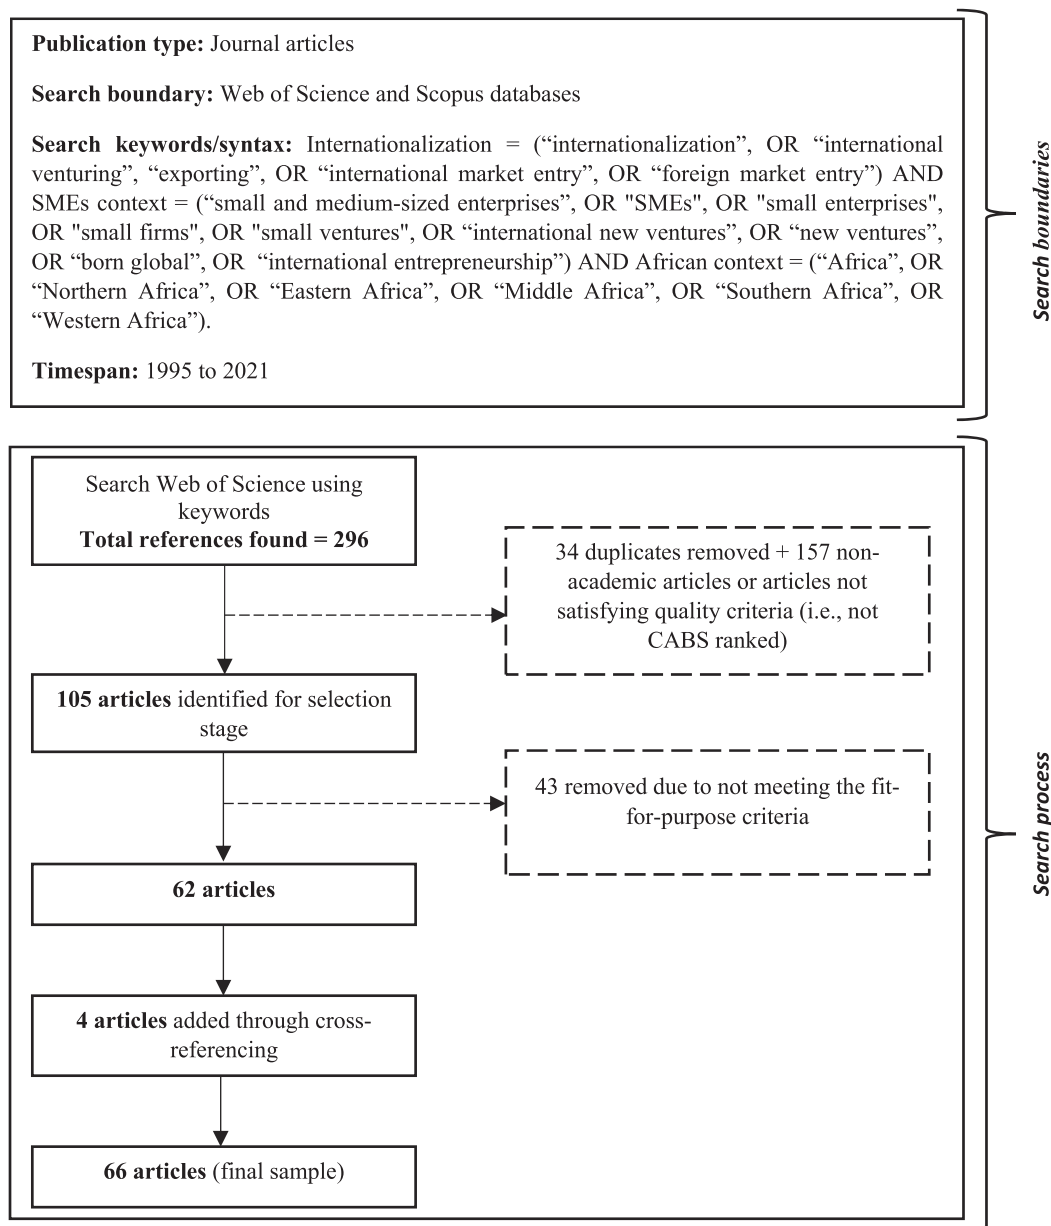 Publication type: Journal articles
Search boundary: Web of Science and Scopus databases
Search keywords/syntax: Internationalization = (“internationalization”, OR “international
venturing”, “exporting”, OR “international market entry”, OR “foreign market entry”) AND
SMEs context = (“small and medium-sized enterprises”, OR "SMEs", OR "small enterprises",
OR "small firms", OR "small ventures", OR “international new ventures”, OR “new ventures”,
OR “born global”, OR “international entrepreneurship”) AND African context = (“Africa”, OR
“Northern Africa”, OR “Eastern Africa”, OR “Middle Africa”, OR “Southern Africa”, OR
“Western Africa”).
Timespan: 1995 to 2021
Search boundaries
Search Web of Science using
keywords
Total references found = 296
34 duplicates removed + 157 non-
academic articles or articles not
satisfying quality criteria (i.e., not
CABS ranked)
105 articles identified for selection
stage
43 removed due to not meeting the fit-
for-purpose criteria
62 articles
4 articles added through cross-
referencing
66 articles (final sample)
Search process